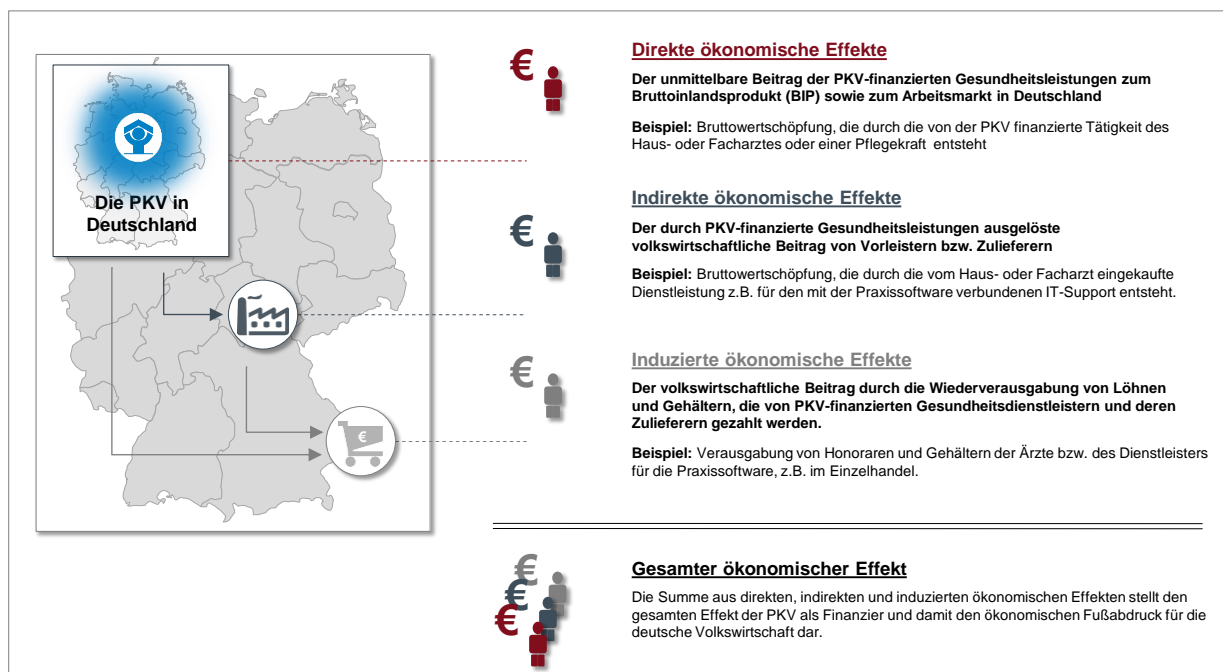 Die PKV in
Deutschland
€
Direkte ökonomische Effekte
Der unmittelbare Beitrag der PKV-finanzierten Gesundheitsleistungen zum
Bruttoinlandsprodukt (BIP) sowie zum Arbeitsmarkt in Deutschland
Beispiel: Bruttowertschöpfung, die durch die von der PKV finanzierte Tätigkeit des
Haus- oder Facharztes oder einer Pflegekraft entsteht
€
Indirekte ökonomische Effekte
Der durch PKV-finanzierte Gesundheitsleistungen ausgelöste
volkswirtschaftliche Beitrag von Vorleistern bzw. Zulieferern
Beispiel: Bruttowertschöpfung, die durch die vom Haus- oder Facharzt eingekaufte
Dienstleistung z.B. für den mit der Praxissoftware verbundenen IT-Support entsteht.
€
Induzierte ökonomische Effekte
Der volkswirtschaftliche Beitrag durch die Wiederverausgabung von Löhnen
und Gehältern, die von PKV-finanzierten Gesundheitsdienstleistern und deren
Zulieferern gezahlt werden.
Beispiel: Verausgabung von Honoraren und Gehältern der Ärzte bzw. des Dienstleisters
für die Praxissoftware, z.B. im Einzelhandel.
€
€
€
€
Gesamter ökonomischer Effekt
Die Summe aus direkten, indirekten und induzierten ökonomischen Effekten stellt den
gesamten Effekt der PKV als Finanzier und damit den ökonomischen Fußabdruck für die
deutsche Volkswirtschaft dar.